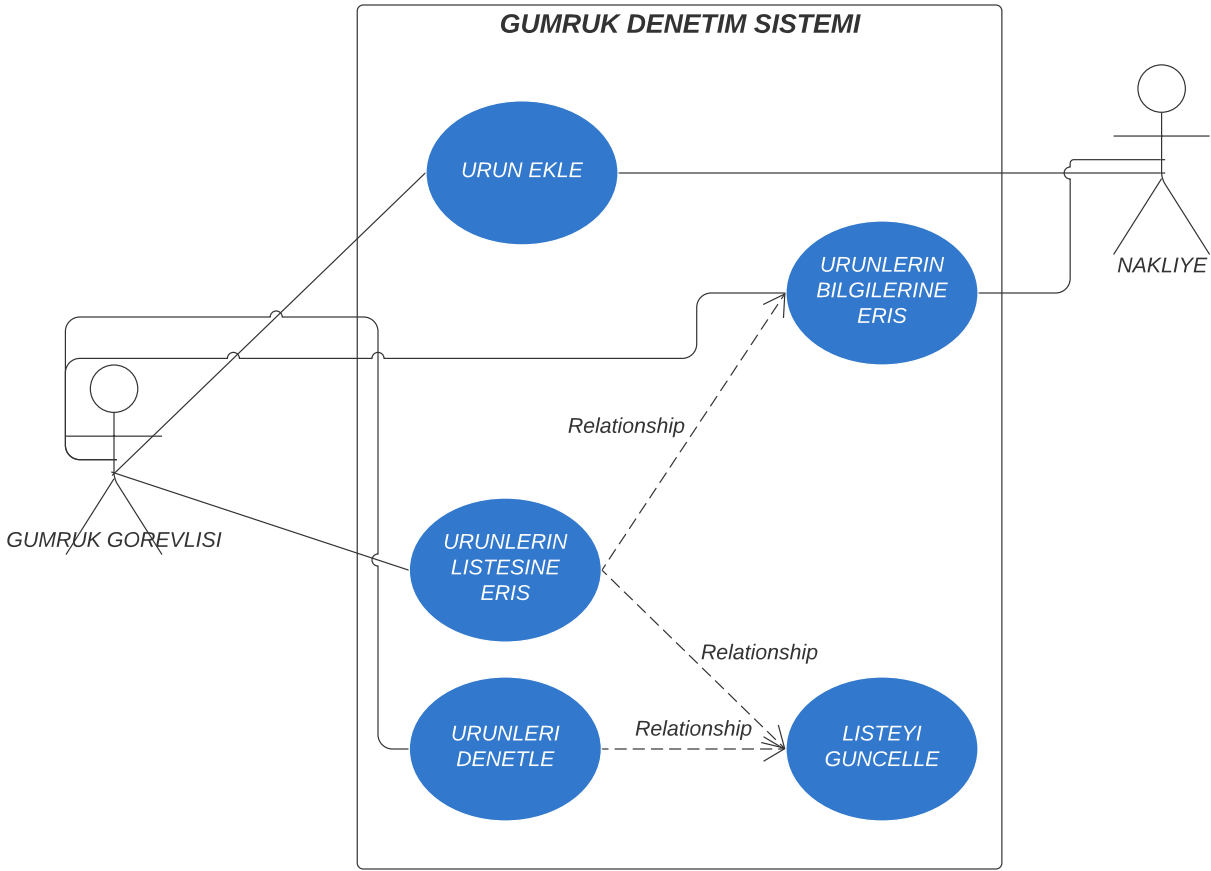 GUMRUK DENETIM SISTEMI
URUN EKLE
URUNLERIN
BILGILERINE
ERIS
NAKLIYE
Relationship
GUMRUK GOREVLISI
URUNLERIN
LISTESINE
ERIS
Relationship
Relationship
URUNLERI
DENETLE
LISTEYI
GUNCELLE